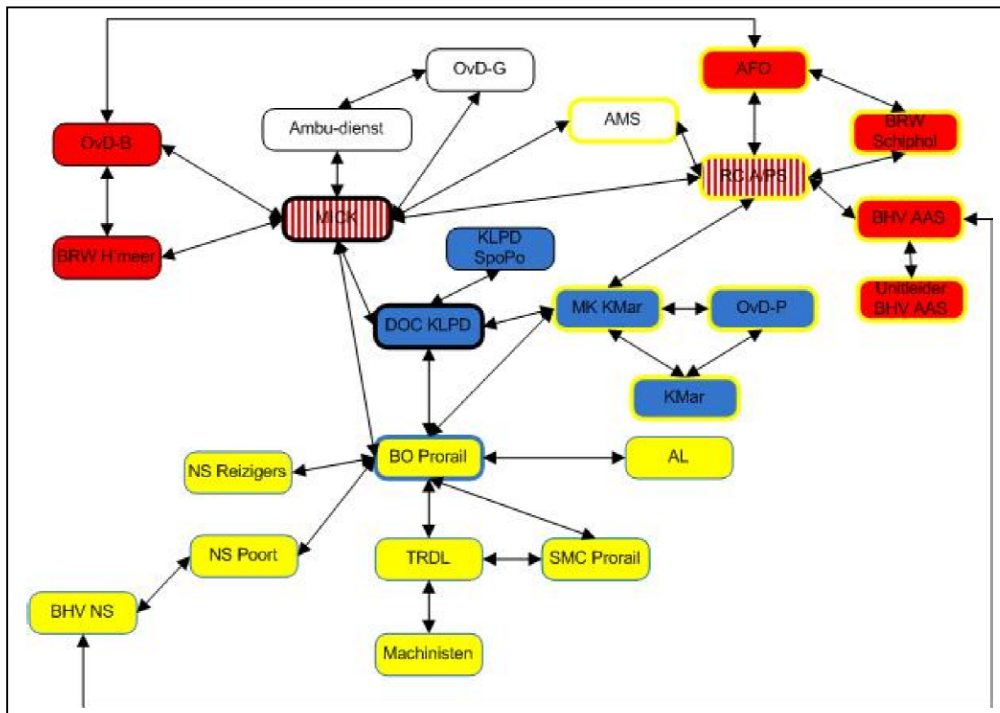 OvD-G
AFO
AMS
Ambu-dienst
BRW
Schiphol
OvD-B
RC A/PS
MICK
BHV AAS
KLPD
SpoPo
BRW H'meer
Unitleider
BHV AAS
DOC KLPD
MK KMar
OvD-P
KMar
BO Prorail
AL
NS Reizigers
NS Poort
TRDL
SMC Prorail
BHV NS
Machinisten